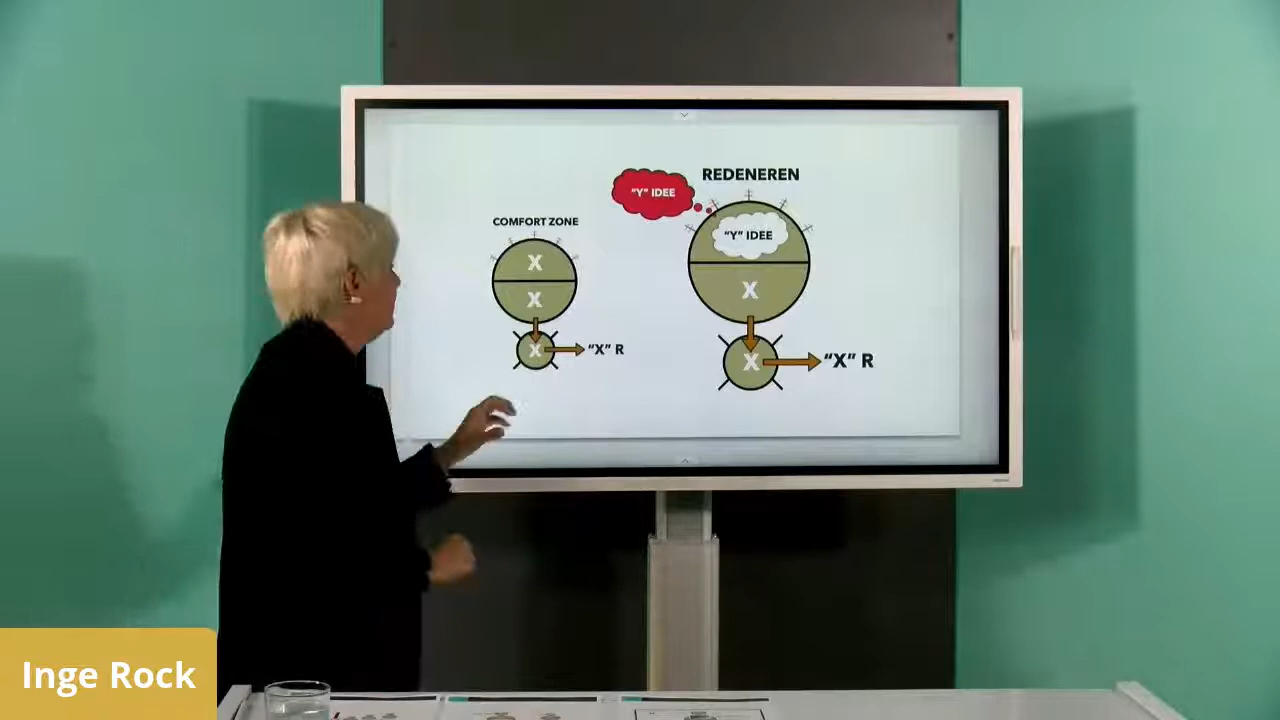 REDENEREN
"Y" IDEE
"Y" IDEE
COMFORT ZONE
X
X
X
"X" R
X
X
"X" R
Inge Rock